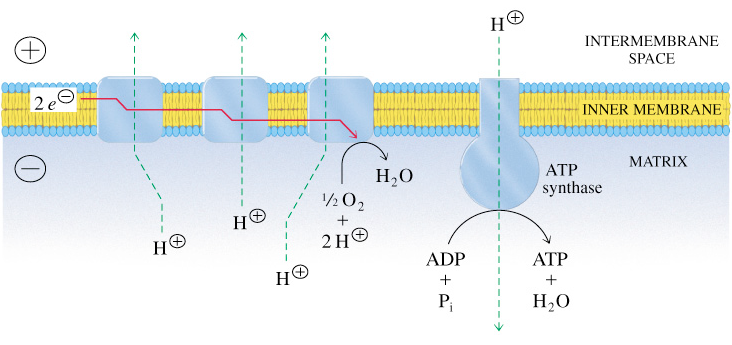 H⊕
⊕
INTERMEMBRANE
SPACE
2 e⊖
INNER MEMBRANE
⊖
MATRIX
ATP
synthase
H₂O
½ O₂
+
2 H⊕
H⊕
H⊕
H⊕
ADP
+
Pᵢ
ATP
+
H₂O